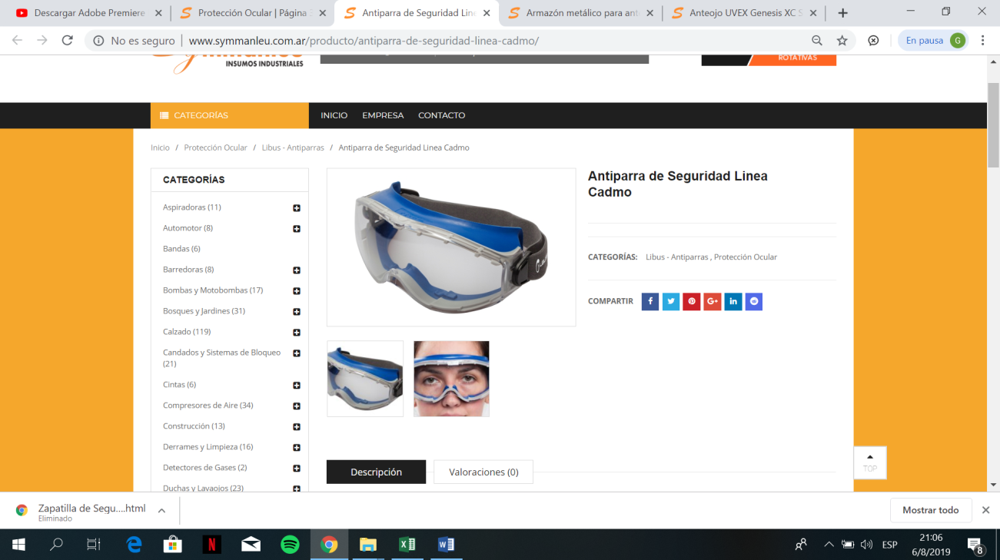 Descargar Adobe Premiere
Protección Ocular | Página
Antiparra de Seguridad Line
Armazón metálico para ant
Anteojo UVEX Genesis XC S
No es seguro
www.symmanleu.com.ar/producto/antiparra-de-seguridad-linea-cadmo/
En pausa
G
INSUMOS INDUSTRIALES
ROTATIVAS
CATEGORÍAS
INICIO
EMPRESA
CONTACTO
Inicio / Protección Ocular / Libus - Antiparras / Antiparra de Seguridad Linea Cadmo
CATEGORÍAS
Aspiradoras (11)
Automotor (8)
Bandas (6)
Barredoras (8)
Bombas y Motobombas (17)
Bosques y Jardines (31)
Calzado (119)
Candados y Sistemas de Bloqueo
(21)
Cintas (6)
Compresores de Aire (34)
Construcción (13)
Derrames y Limpieza (16)
Detectores de Gases (2)
Duchas y Lavaojos (23)
Antiparra de Seguridad Linea
Cadmo
CATEGORÍAS: Libus - Antiparras , Protección Ocular
COMPARTIR
Descripción
Valoraciones (0)
TOP
Zapatilla de Segu....html
Eliminado
Mostrar todo
ESP
21:06
6/8/2019
8